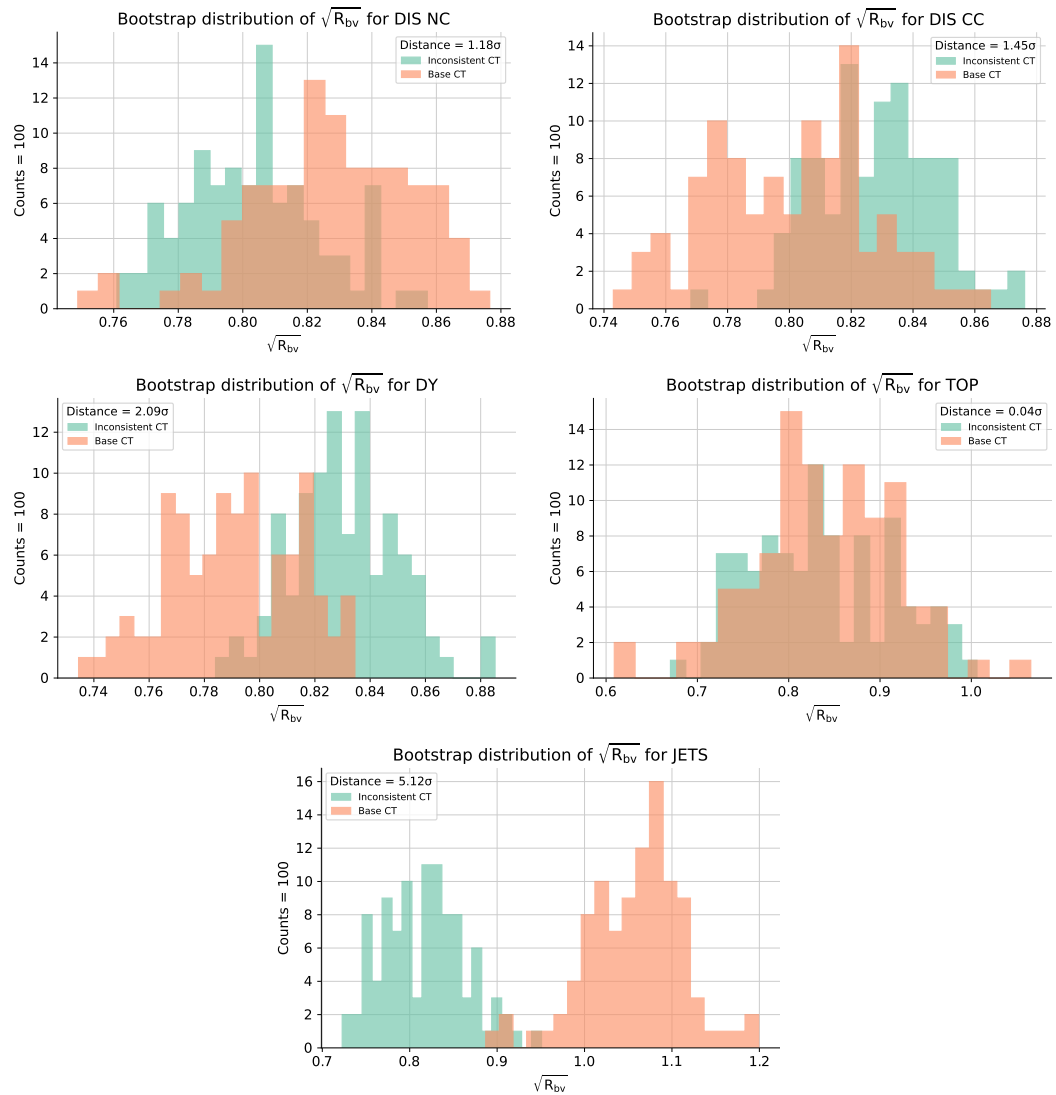 Bootstrap distribution of √R_bv for DIS NC
Distance = 1.18σ
Inconsistent CT
Base CT
Counts = 100
14
12
10
8
6
4
2
0
0.76 0.78 0.80 0.82 0.84 0.86 0.88
√R_bv
Bootstrap distribution of √R_bv for DIS CC
Distance = 1.45σ
Inconsistent CT
Base CT
Counts = 100
14
12
10
8
6
4
2
0
0.74 0.76 0.78 0.80 0.82 0.84 0.86 0.88
√R_bv
Bootstrap distribution of √R_bv for DY
Distance = 2.09σ
Inconsistent CT
Base CT
Counts = 100
12
10
8
6
4
2
0
0.74 0.76 0.78 0.80 0.82 0.84 0.86 0.88
√R_bv
Bootstrap distribution of √R_bv for TOP
Distance = 0.04σ
Inconsistent CT
Base CT
Counts = 100
14
12
10
8
6
4
2
0
0.6 0.7 0.8 0.9 1.0
√R_bv
Bootstrap distribution of √R_bv for JETS
Distance = 5.12σ
Inconsistent CT
Base CT
Counts = 100
16
14
12
10
8
6
4
2
0
0.7 0.8 0.9 1.0 1.1 1.2
√R_bv